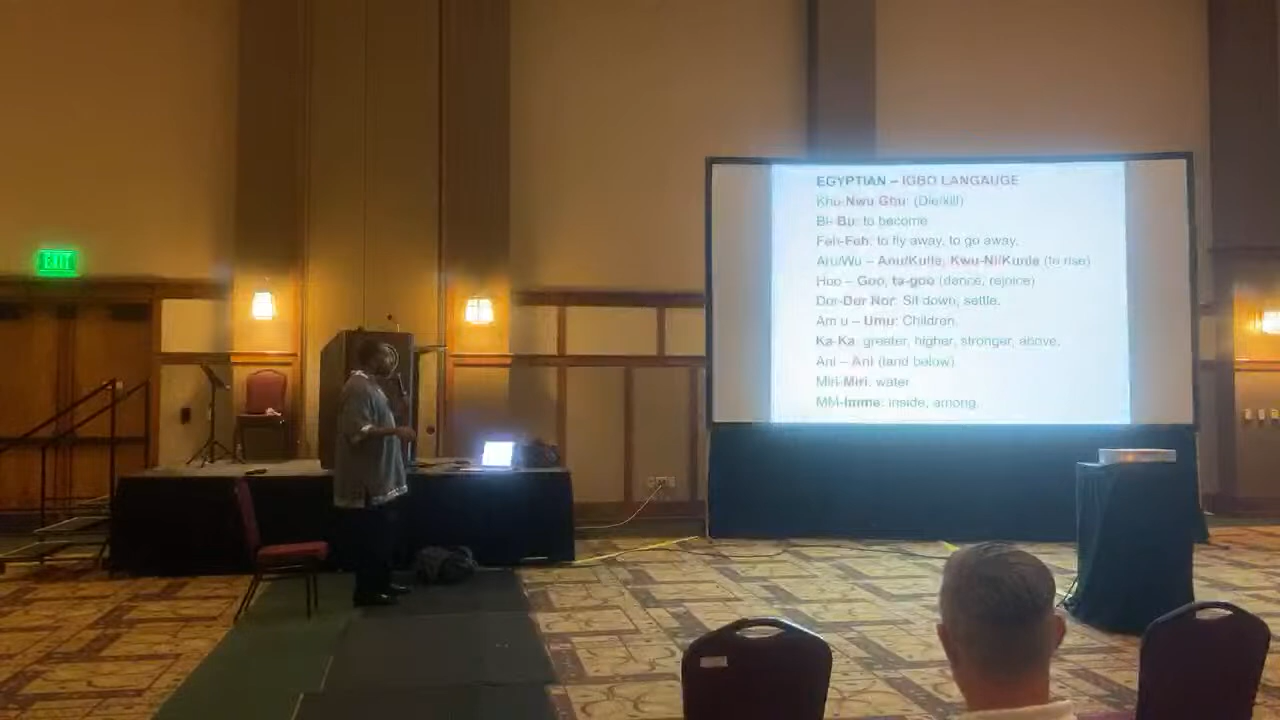 EXIT
EGYPTIAN – IGBO LANGAUGE
Khu-Nwu Ghu: (Die/kill)
Bi- Bu: to become
Feh-Feh: to fly away, to go away.
Aru/Wu – Anu/Kulie, Kwu-Ni/Kunie (to rise)
Hoo – Goo, ta-goo (dance, rejoice)
Dor-Dor Nor: Sit down, settle.
Am u – Umu: Children.
Ka-Ka: greater, higher, stronger, above.
Ani – Ani (land below)
Miri-Miri: water
MM-Imme: inside, among.